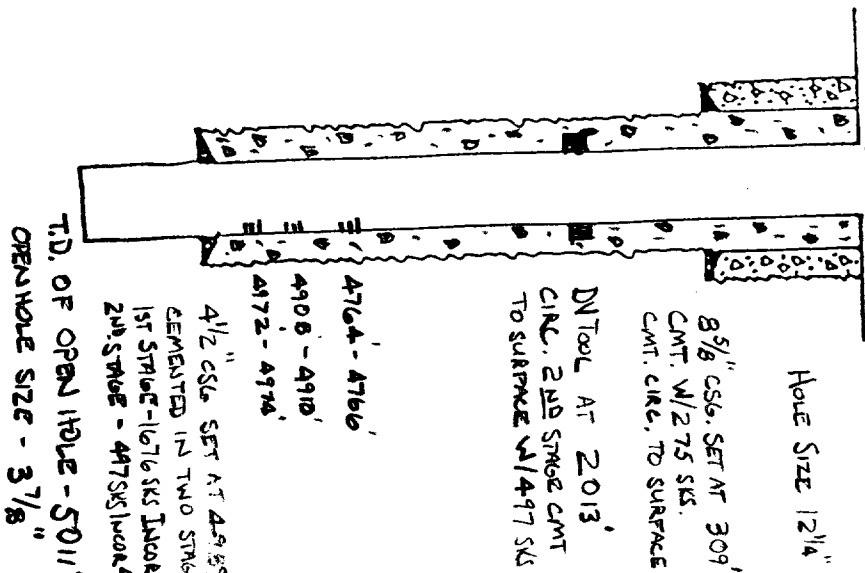 HOLE SIZE 12 1/4"
8 5/8" CSG. SET AT 309'
CMT. W/275 SKS.
CMT. CIRC. TO SURFACE
DV TOOL AT 2013'
CIRC. 2ND STAGE CMT
TO SURFACE W/497 SKS
4764' - 4766'
4908' - 4910'
4972' - 4974'
4 1/2" CSG SET AT
CEMENTED IN TWO STAG
1ST STAGE - 1676 SKS INCOR
2ND. STAGE - 497 SKS INCOR
T.D. OF OPEN HOLE - 5011'
OPEN HOLE SIZE - 3 7/8"